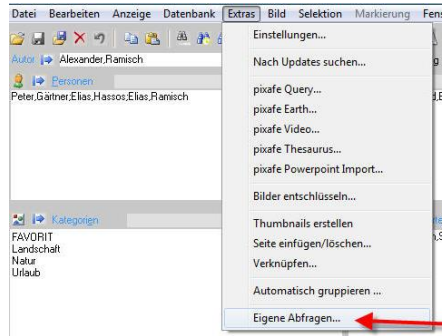 Datei Bearbeiten Anzeige Datenbank Extras Bild Selektion Markierung Fen
Autor Alexander,Ramisch
Personen
Peter,Gärtner;Elias,Hassos;Elias,Ramisch
Kategorien
FAVORIT
Landschaft
Natur
Urlaub
Einstellungen...
Nach Updates suchen...
pixafe Query...
pixafe Earth...
pixafe Video...
pixafe Thesaurus...
pixafe Powerpoint Import...
Bilder entschlüsseln...
Thumbnails erstellen
Seite einfügen/löschen...
Verknüpfen...
Automatisch gruppieren ...
Eigene Abfragen...